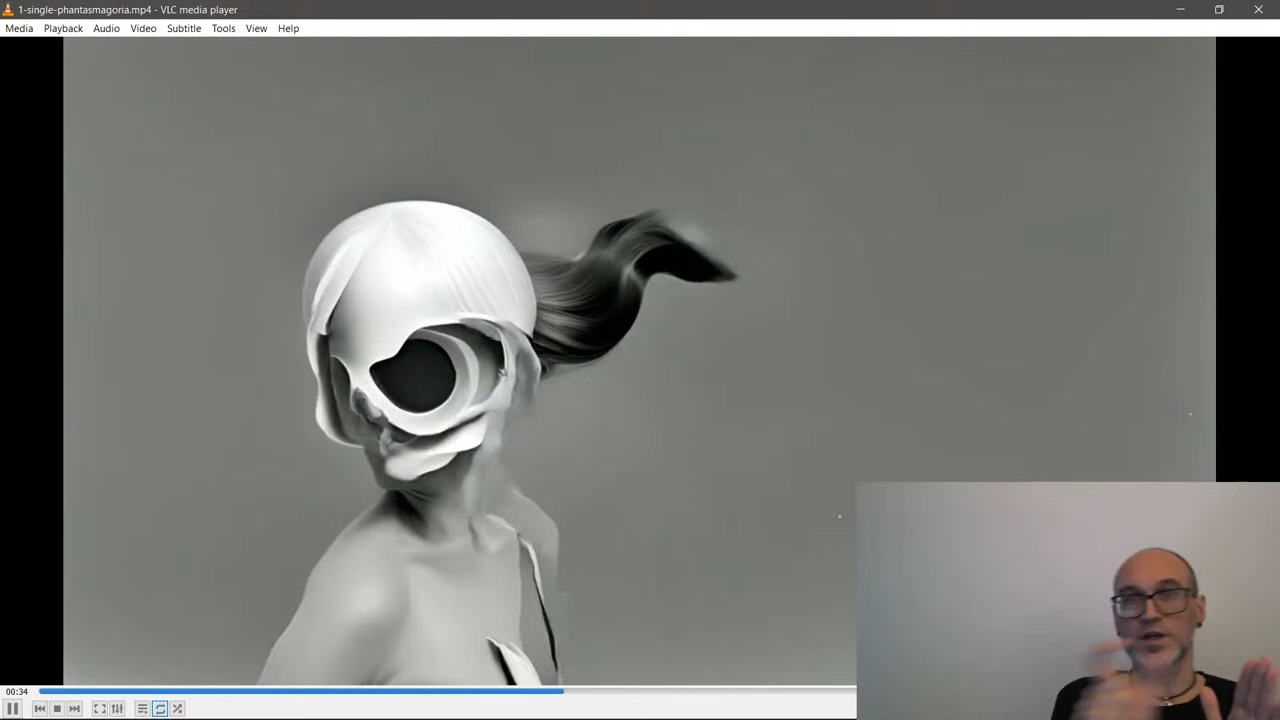 1-single-phantasmagoria.mp4 - VLC media player
Media Playback Audio Video Subtitle Tools View Help
00:34